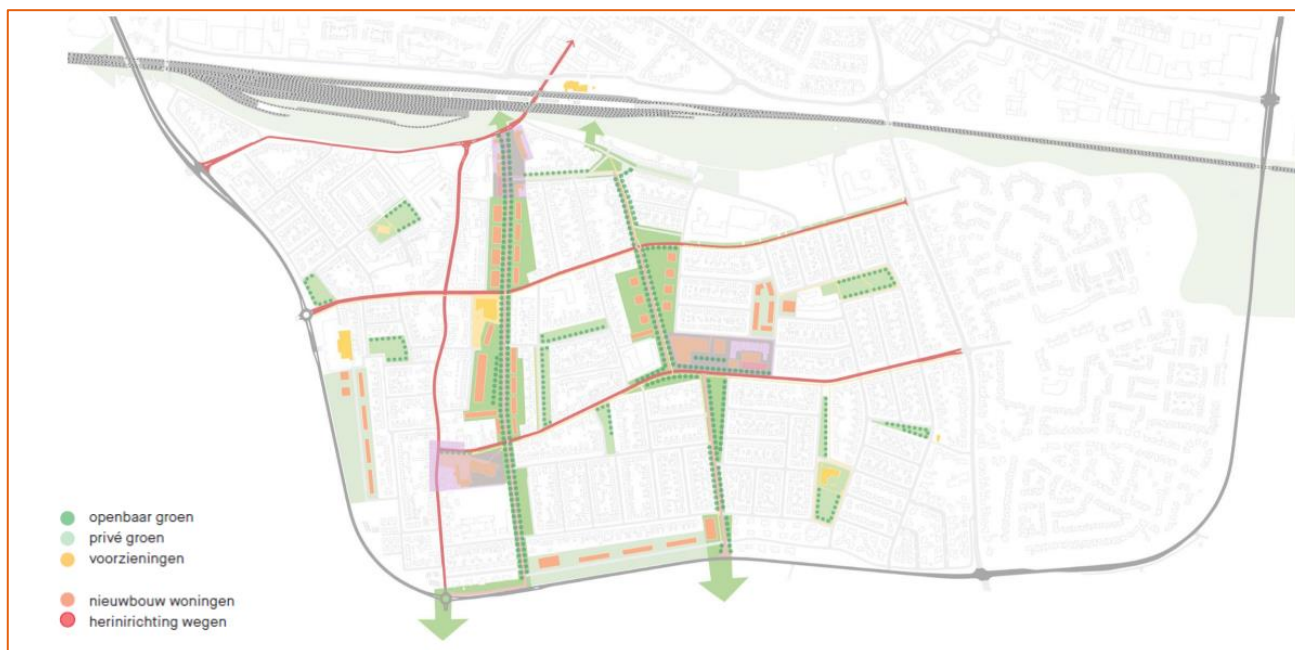 openbaar groen
privé groen
voorzieningen
nieuwbouw woningen
herinirichting wegen